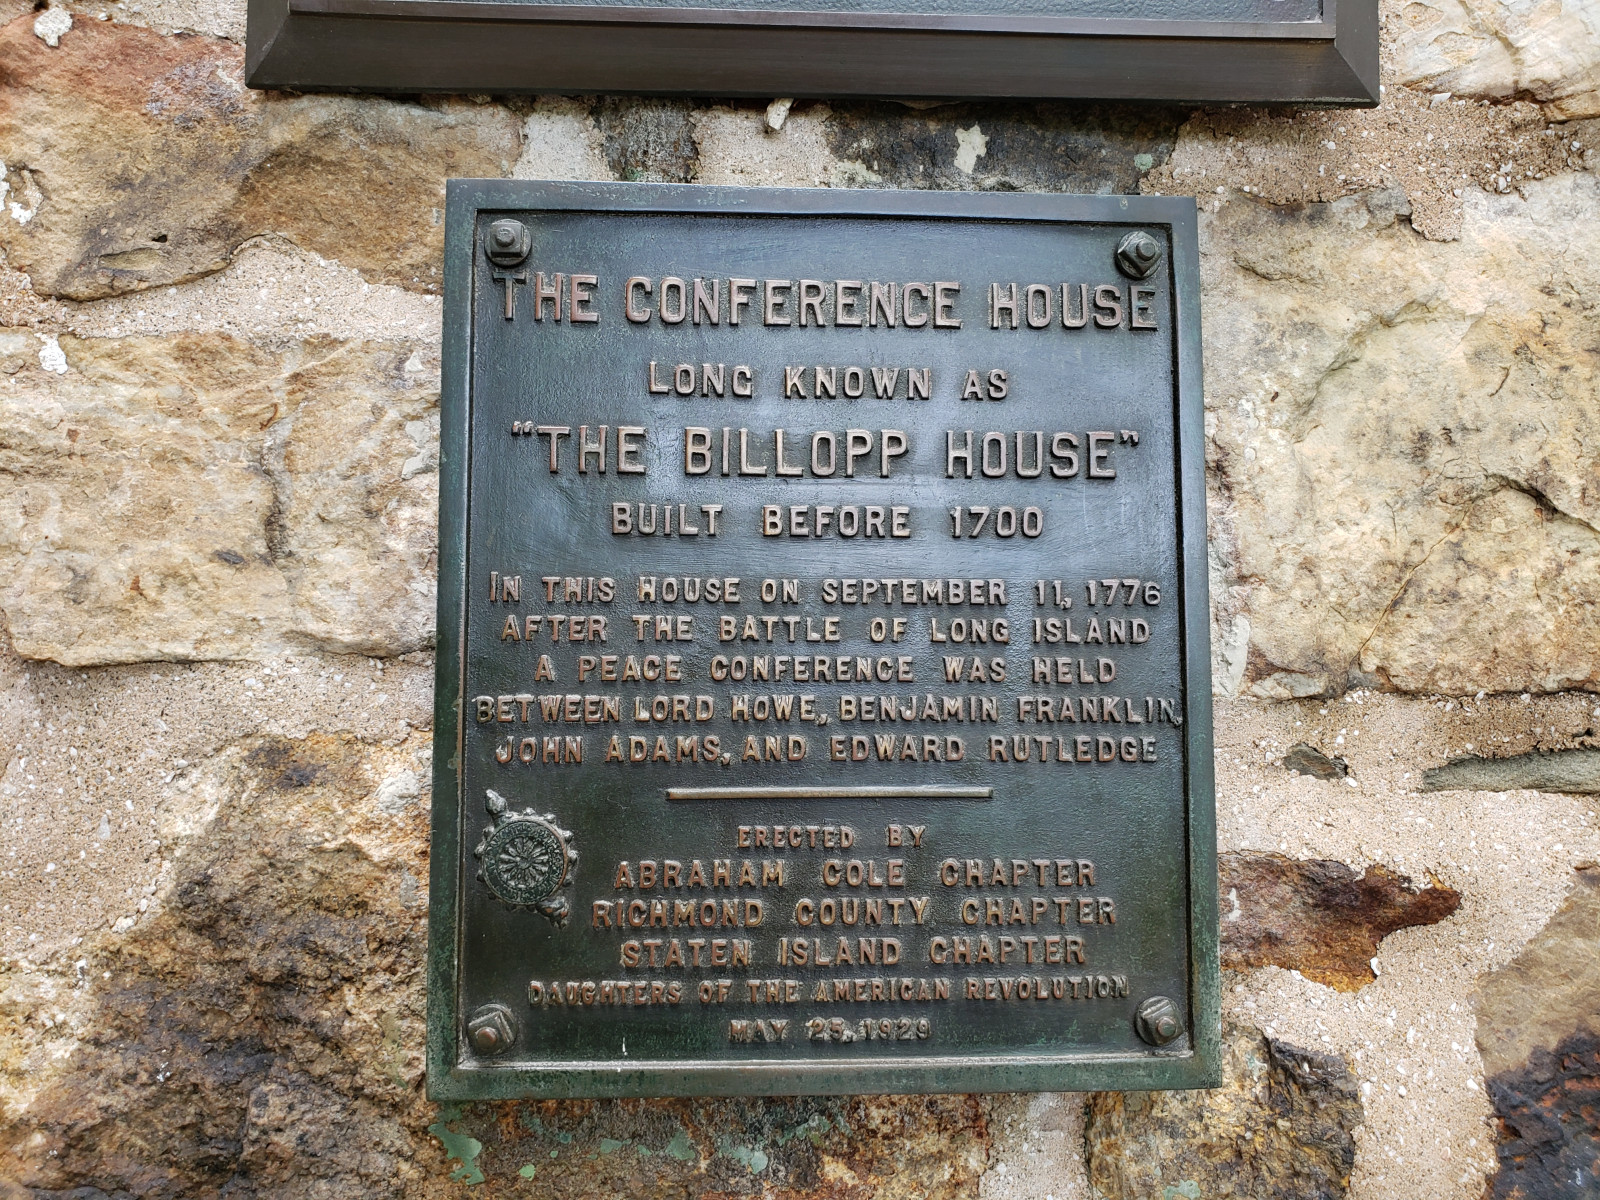 THE CONFERENCE HOUSE
LONG KNOWN AS
"THE BILLOPP HOUSE"
BUILT BEFORE 1700
IN THIS HOUSE ON SEPTEMBER 11, 1776
AFTER THE BATTLE OF LONG ISLAND
A PEACE CONFERENCE WAS HELD
BETWEEN LORD HOWE, BENJAMIN FRANKLIN,
JOHN ADAMS, AND EDWARD RUTLEDGE
ERECTED BY
ABRAHAM COLE CHAPTER
RICHMOND COUNTY CHAPTER
STATEN ISLAND CHAPTER
DAUGHTERS OF THE AMERICAN REVOLUTION
MAY 25, 1929